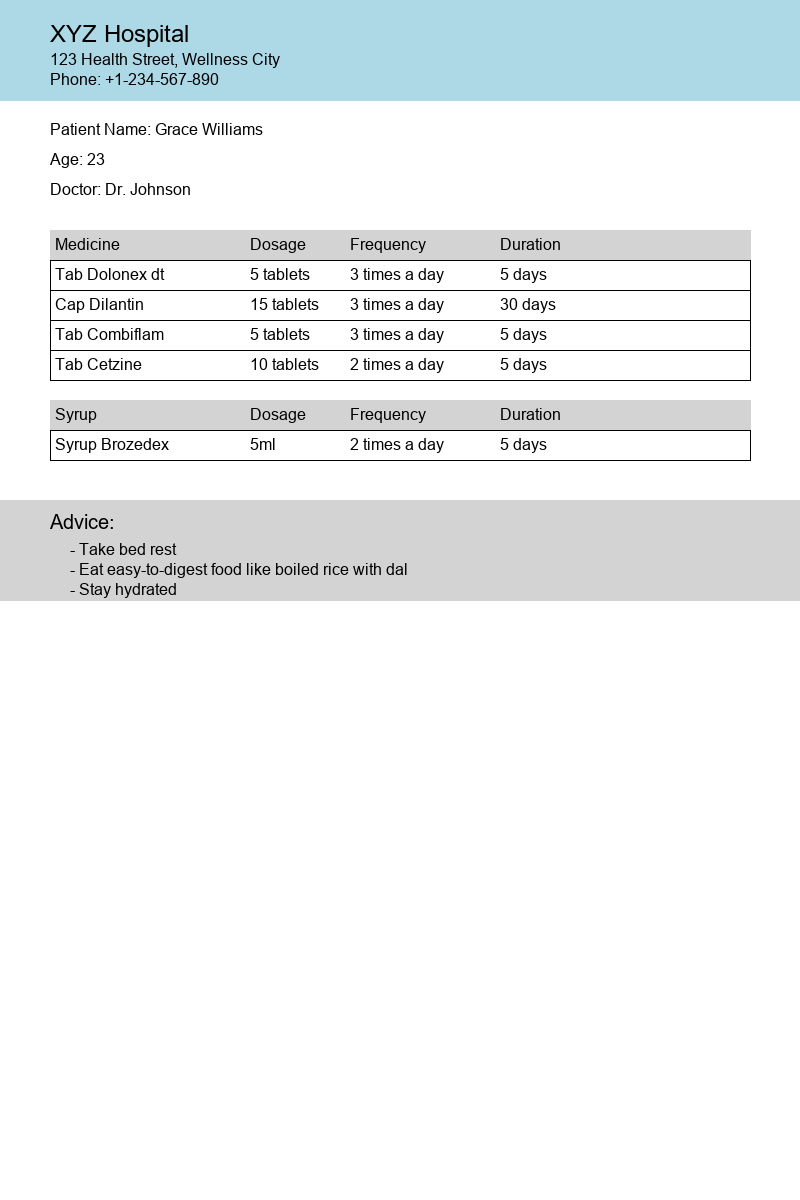 XYZ Hospital
123 Health Street, Wellness City
Phone: +1-234-567-890
Patient Name: Grace Williams
Age: 23
Doctor: Dr. Johnson
Medicine Dosage Frequency Duration
Tab Dolonex dt 5 tablets 3 times a day 5 days
Cap Dilantin 15 tablets 3 times a day 30 days
Tab Combiflam 5 tablets 3 times a day 5 days
Tab Cetzine 10 tablets 2 times a day 5 days
Syrup Dosage Frequency Duration
Syrup Brozedex 5ml 2 times a day 5 days
Advice:
- Take bed rest
- Eat easy-to-digest food like boiled rice with dal
- Stay hydrated